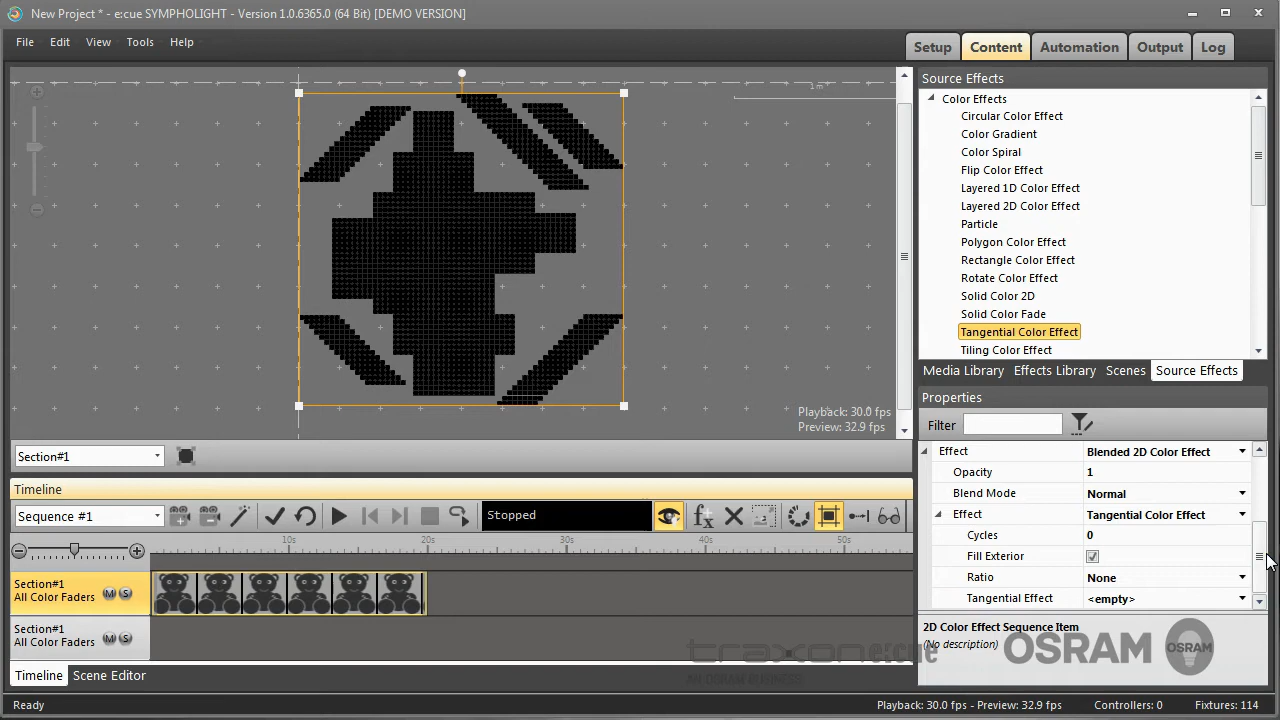 New Project * - e:cue SYMPHOLIGHT - Version 1.0.6365.0 (64 Bit) [DEMO VERSION]
File Edit View Tools Help
Setup Content Automation Output Log
1 m
Playback: 30.0 fps
Preview: 32.9 fps
Section#1
Source Effects
Color Effects
Circular Color Effect
Color Gradient
Color Spiral
Flip Color Effect
Layered 1D Color Effect
Layered 2D Color Effect
Particle
Polygon Color Effect
Rectangle Color Effect
Rotate Color Effect
Solid Color 2D
Solid Color Fade
Tangential Color Effect
Tiling Color Effect
Media Library Effects Library Scenes Source Effects
Properties
Filter
Effect Blended 2D Color Effect
Opacity 1
Blend Mode Normal
Effect Tangential Color Effect
Cycles 0
Fill Exterior
Ratio None
Tangential Effect <empty>
2D Color Effect Sequence Item
(No description)
OSRAM
OSRAM
traxon e:cue
AN OSRAM BUSINESS
Timeline
Sequence #1
Stopped
fx
10s 20s 30s 40s 50s
Section#1
All Color Faders M S
Section#1
All Color Faders M S
Timeline Scene Editor
Ready
Playback: 30.0 fps - Preview: 32.9 fps Controllers: 0 Fixtures: 114